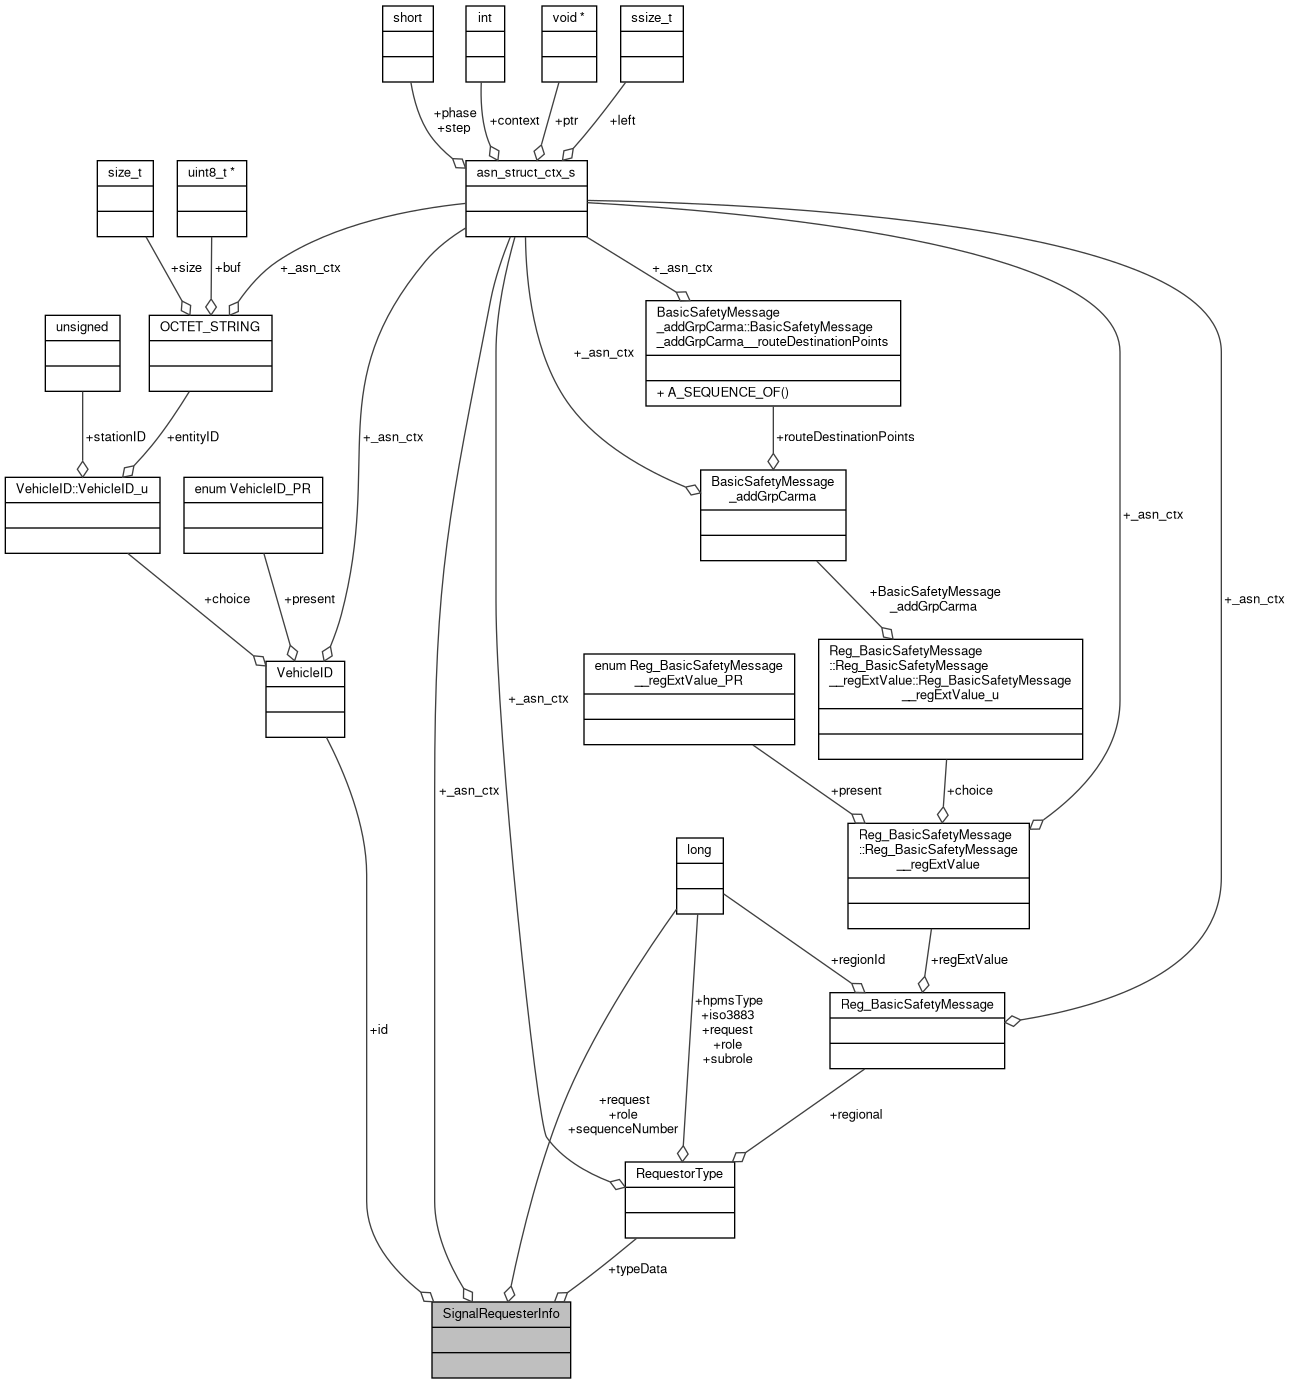 short
int
void *
ssize_t
+phase
+step
+context
+ptr
+left
size_t
uint8_t *
asn_struct_ctx_s
+size
+buf
+_asn_ctx
+_asn_ctx
unsigned
OCTET_STRING
BasicSafetyMessage
_addGrpCarma::BasicSafetyMessage
_addGrpCarma__routeDestinationPoints
+ A_SEQUENCE_OF()
+_asn_ctx
+stationID
+entityID
+_asn_ctx
+routeDestinationPoints
VehicleID::VehicleID_u
enum VehicleID_PR
BasicSafetyMessage
_addGrpCarma
+_asn_ctx
+choice
+present
+BasicSafetyMessage
_addGrpCarma
+_asn_ctx
VehicleID
enum Reg_BasicSafetyMessage
__regExtValue_PR
Reg_BasicSafetyMessage
::Reg_BasicSafetyMessage
__regExtValue::Reg_BasicSafetyMessage
__regExtValue_u
+_asn_ctx
+_asn_ctx
+present
+choice
long
Reg_BasicSafetyMessage
::Reg_BasicSafetyMessage
__regExtValue
+regionId
+regExtValue
+id
+hpmsType
+iso3883
+request
+role
+subrole
Reg_BasicSafetyMessage
+request
+role
+sequenceNumber
+regional
RequestorType
+typeData
SignalRequesterInfo